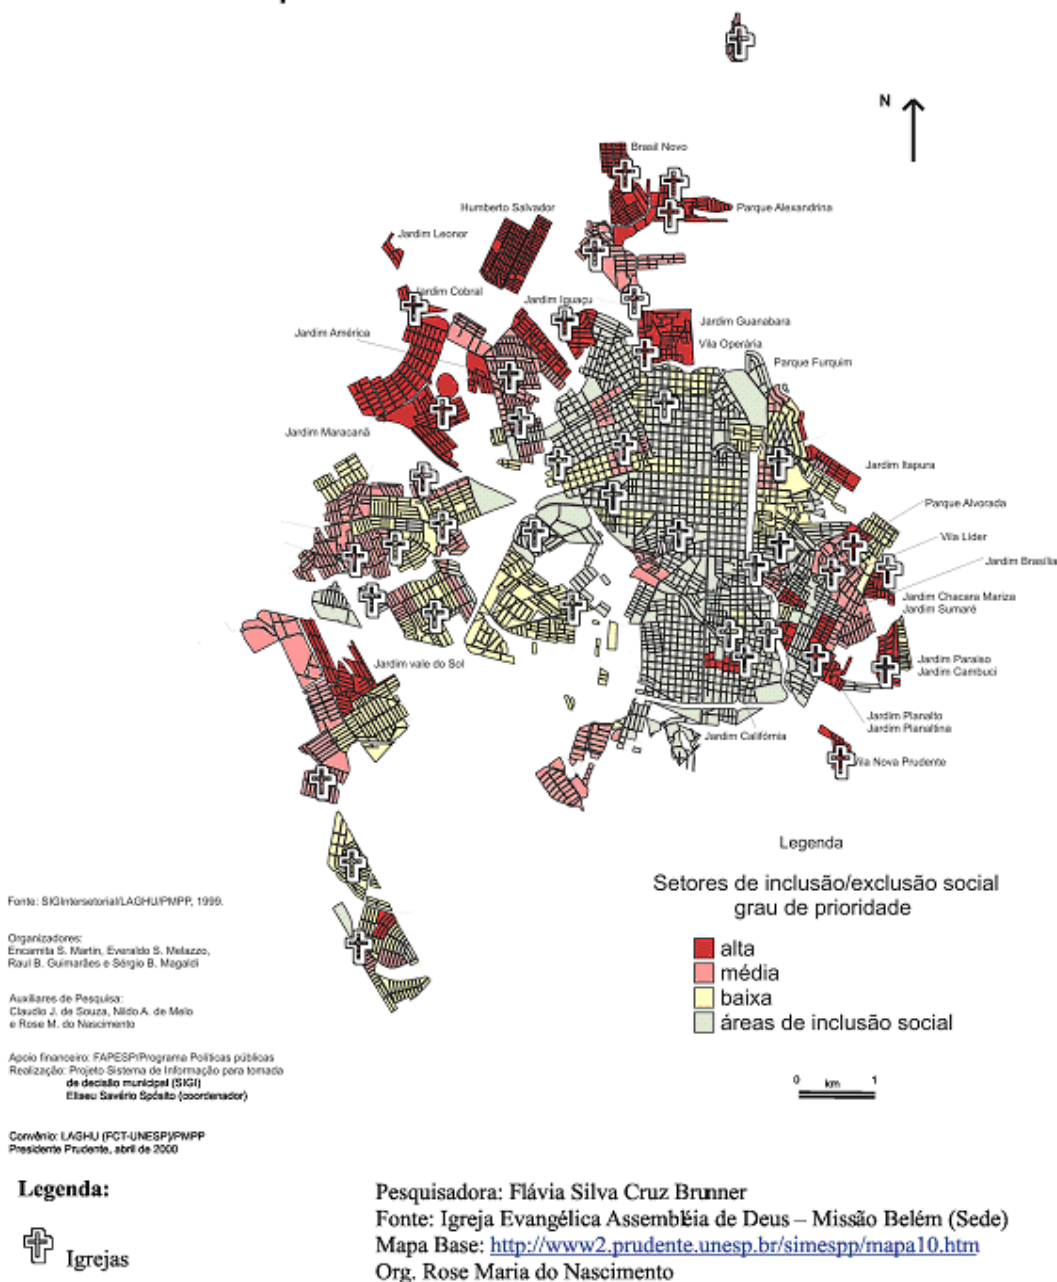 N
Brasil Novo
Parque Alexandrina
Humberto Salvador
Jardim Leonor
Jardim Cobral
Jardim Iguaçu
Jardim Guanabara
Jardim América
Vila Operária
Parque Furquim
Jardim Maracanã
Jardim Itapura
Parque Alvorada
Vila Líder
Jardim Brasília
Jardim Chacara Mariza
Jardim Sumaré
Jardim Paraiso
Jardim Cambuci
Jardim vale do Sol
Jardim Planalto
Jardim Planaltina
Jardim Califórnia
Vila Nova Prudente
Legenda
Setores de inclusão/exclusão social
grau de prioridade
alta
média
baixa
áreas de inclusão social
0 km 1
Fonte: SIGIntersetorial/LAGHU/PMPP, 1999.
Organizadores:
Encarnita S. Martin, Everaldo S. Melazzo,
Raul B. Guimarães e Sérgio B. Magaldi
Auxiliares de Pesquisa:
Claudio J. de Souza, Nildo A. de Melo
e Rose M. do Nascimento
Apoio financeiro: FAPESP/Programa Políticas públicas
Realização: Projeto Sistema de Informação para tomada
de decisão municipal (SIGI)
Eliseu Savério Spósito (coordenador)
Convênio: LAGHU (FCT-UNESP)/PMPP
Presidente Prudente, abril de 2000
Legenda:
Igrejas
Pesquisadora: Flávia Silva Cruz Brunner
Fonte: Igreja Evangélica Assembléia de Deus – Missão Belém (Sede)
Mapa Base: http://www2.prudente.unesp.br/simespp/mapa10.htm
Org. Rose Maria do Nascimento